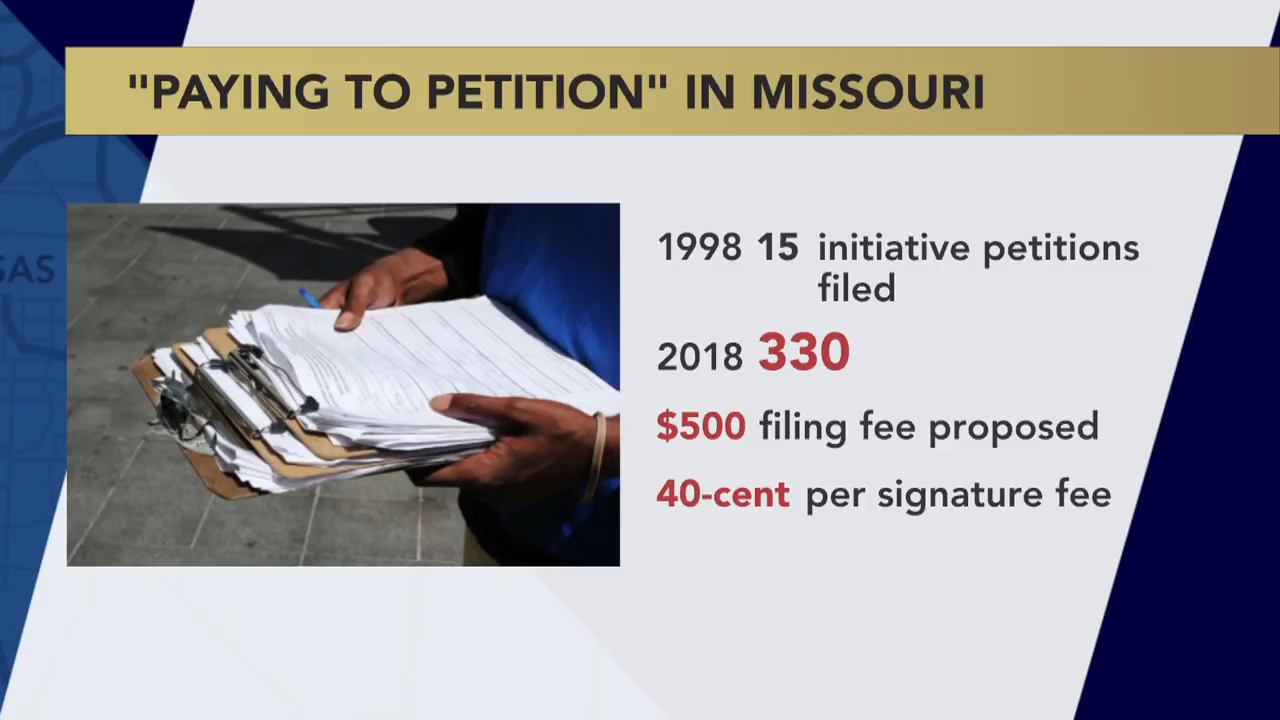 "PAYING TO PETITION" IN MISSOURI
SAS
1998 15 initiative petitions
filed
2018 330
$500 filing fee proposed
40-cent per signature fee